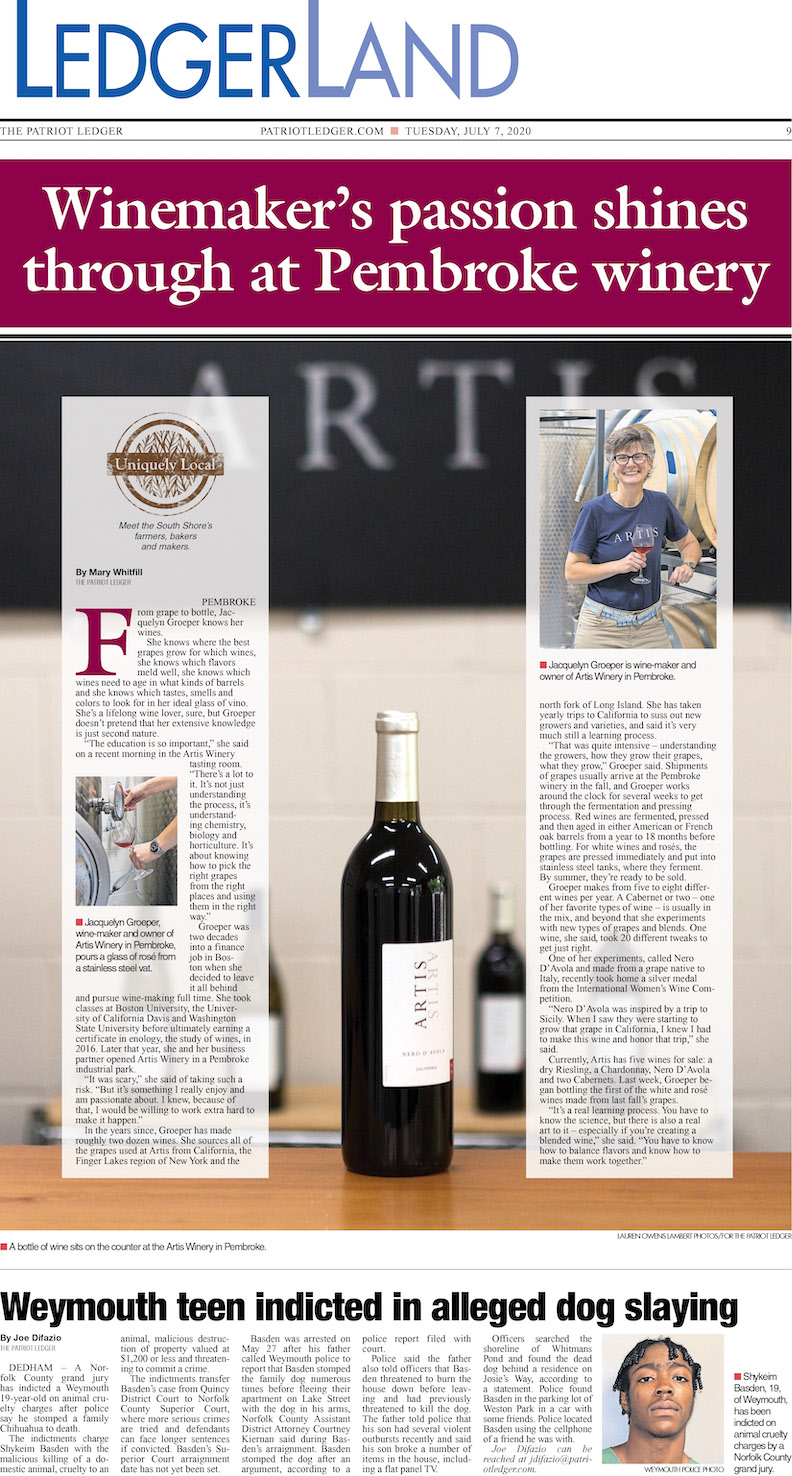 LEDGERLAND
THE PATRIOT LEDGER
PATRIOTLEDGER.COM ■ TUESDAY, JULY 7, 2020
9
Winemaker's passion shines
through at Pembroke winery
ARTIS
Uniquely Local
Meet the South Shore's
farmers, bakers
and makers.
By Mary Whitfill
THE PATRIOT LEDGER
PEMBROKE
From grape to bottle, Jac-
quelyn Groeper knows her
wines.
She knows where the best
grapes grow for which wines,
she knows which flavors
meld well, she knows which
wines need to age in what kinds of barrels
and she knows which tastes, smells and
colors to look for in her ideal glass of vino.
She's a lifelong wine lover, sure, but Groeper
doesn't pretend that her extensive knowledge
is just second nature.
“The education is so important,” she said
on a recent morning in the Artis Winery
tasting room.
“There's a lot to
it. It's not just
understanding
the process, it's
understand-
ing chemistry,
biology and
horticulture. It's
about knowing
how to pick the
right grapes
from the right
places and using
them in the right
way.”
Groeper was
two decades
into a finance
job in Bos-
ton when she
decided to leave
it all behind
and pursue wine-making full time. She took
classes at Boston University, the Univer-
sity of California Davis and Washington
State University before ultimately earning a
certificate in enology, the study of wines, in
2016. Later that year, she and her business
partner opened Artis Winery in a Pembroke
industrial park.
“It was scary,” she said of taking such a
risk. “But it's something I really enjoy and
am passionate about. I knew, because of
that, I would be willing to work extra hard to
make it happen.”
In the years since, Groeper has made
roughly two dozen wines. She sources all of
the grapes used at Artis from California, the
Finger Lakes region of New York and the
■ Jacquelyn Groeper,
wine-maker and owner of
Artis Winery in Pembroke,
pours a glass of rosé from
a stainless steel vat.
ARTIS
ARTIS
NERO D'AVOLA
CALIFORNIA
ARTIS
■ Jacquelyn Groeper is wine-maker and
owner of Artis Winery in Pembroke.
north fork of Long Island. She has taken
yearly trips to California to suss out new
growers and varieties, and said it's very
much still a learning process.
“That was quite intensive – understanding
the growers, how they grow their grapes,
what they grow,” Groeper said. Shipments
of grapes usually arrive at the Pembroke
winery in the fall, and Groeper works
around the clock for several weeks to get
through the fermentation and pressing
process. Red wines are fermented, pressed
and then aged in either American or French
oak barrels from a year to 18 months before
bottling. For white wines and rosés, the
grapes are pressed immediately and put into
stainless steel tanks, where they ferment.
By summer, they're ready to be sold.
Groeper makes from five to eight differ-
ent wines per year. A Cabernet or two – one
of her favorite types of wine – is usually in
the mix, and beyond that she experiments
with new types of grapes and blends. One
wine, she said, took 20 different tweaks to
get just right.
One of her experiments, called Nero
D'Avola and made from a grape native to
Italy, recently took home a silver medal
from the International Women's Wine Com-
petition.
“Nero D'Avola was inspired by a trip to
Sicily. When I saw they were starting to
grow that grape in California, I knew I had
to make this wine and honor that trip,” she
said.
Currently, Artis has five wines for sale: a
dry Riesling, a Chardonnay, Nero D'Avola
and two Cabernets. Last week, Groeper be-
gan bottling the first of the white and rosé
wines made from last fall's grapes.
“It's a real learning process. You have to
know the science, but there is also a real
art to it – especially if you're creating a
blended wine,” she said. “You have to know
how to balance flavors and know how to
make them work together.”
LAUREN OWENS LAMBERT PHOTOS/FOR THE PATRIOT LEDGER
■ A bottle of wine sits on the counter at the Artis Winery in Pembroke.
Weymouth teen indicted in alleged dog slaying
By Joe Difazio
THE PATRIOT LEDGER
DEDHAM – A Nor-
folk County grand jury
has indicted a Weymouth
19-year-old on animal cru-
elty charges after police
say he stomped a family
Chihuahua to death.
The indictments charge
Shykeim Basden with the
malicious killing of a do-
mestic animal, cruelty to an
animal, malicious destruc-
tion of property valued at
$1,200 or less and threaten-
ing to commit a crime.
The indictments transfer
Basden's case from Quincy
District Court to Norfolk
County Superior Court,
where more serious crimes
are tried and defendants
can face longer sentences
if convicted. Basden's Su-
perior Court arraignment
date has not yet been set.
Basden was arrested on
May 27 after his father
called Weymouth police to
report that Basden stomped
the family dog numerous
times before fleeing their
apartment on Lake Street
with the dog in his arms,
Norfolk County Assistant
District Attorney Courtney
Kiernan said during Bas-
den's arraignment. Basden
stomped the dog after an
argument, according to a
police report filed with
court.
Police said the father
also told officers that Bas-
den threatened to burn the
house down before leav-
ing and had previously
threatened to kill the dog.
The father told police that
his son had several violent
outbursts recently and said
his son broke a number of
items in the house, includ-
ing a flat panel TV.
Officers searched the
shoreline of Whitmans
Pond and found the dead
dog behind a residence on
Josie's Way, according to
a statement. Police found
Basden in the parking lot of
Weston Park in a car with
some friends. Police located
Basden using the cellphone
of a friend he was with.
Joe Difazio can be
reached at jdifazio@patri-
otledger.com.
WEYMOUTH POLICE PHOTO
■ Shykeim
Basden, 19,
of Weymouth,
has been
indicted on
animal cruelty
charges by a
Norfolk County
grand jury.